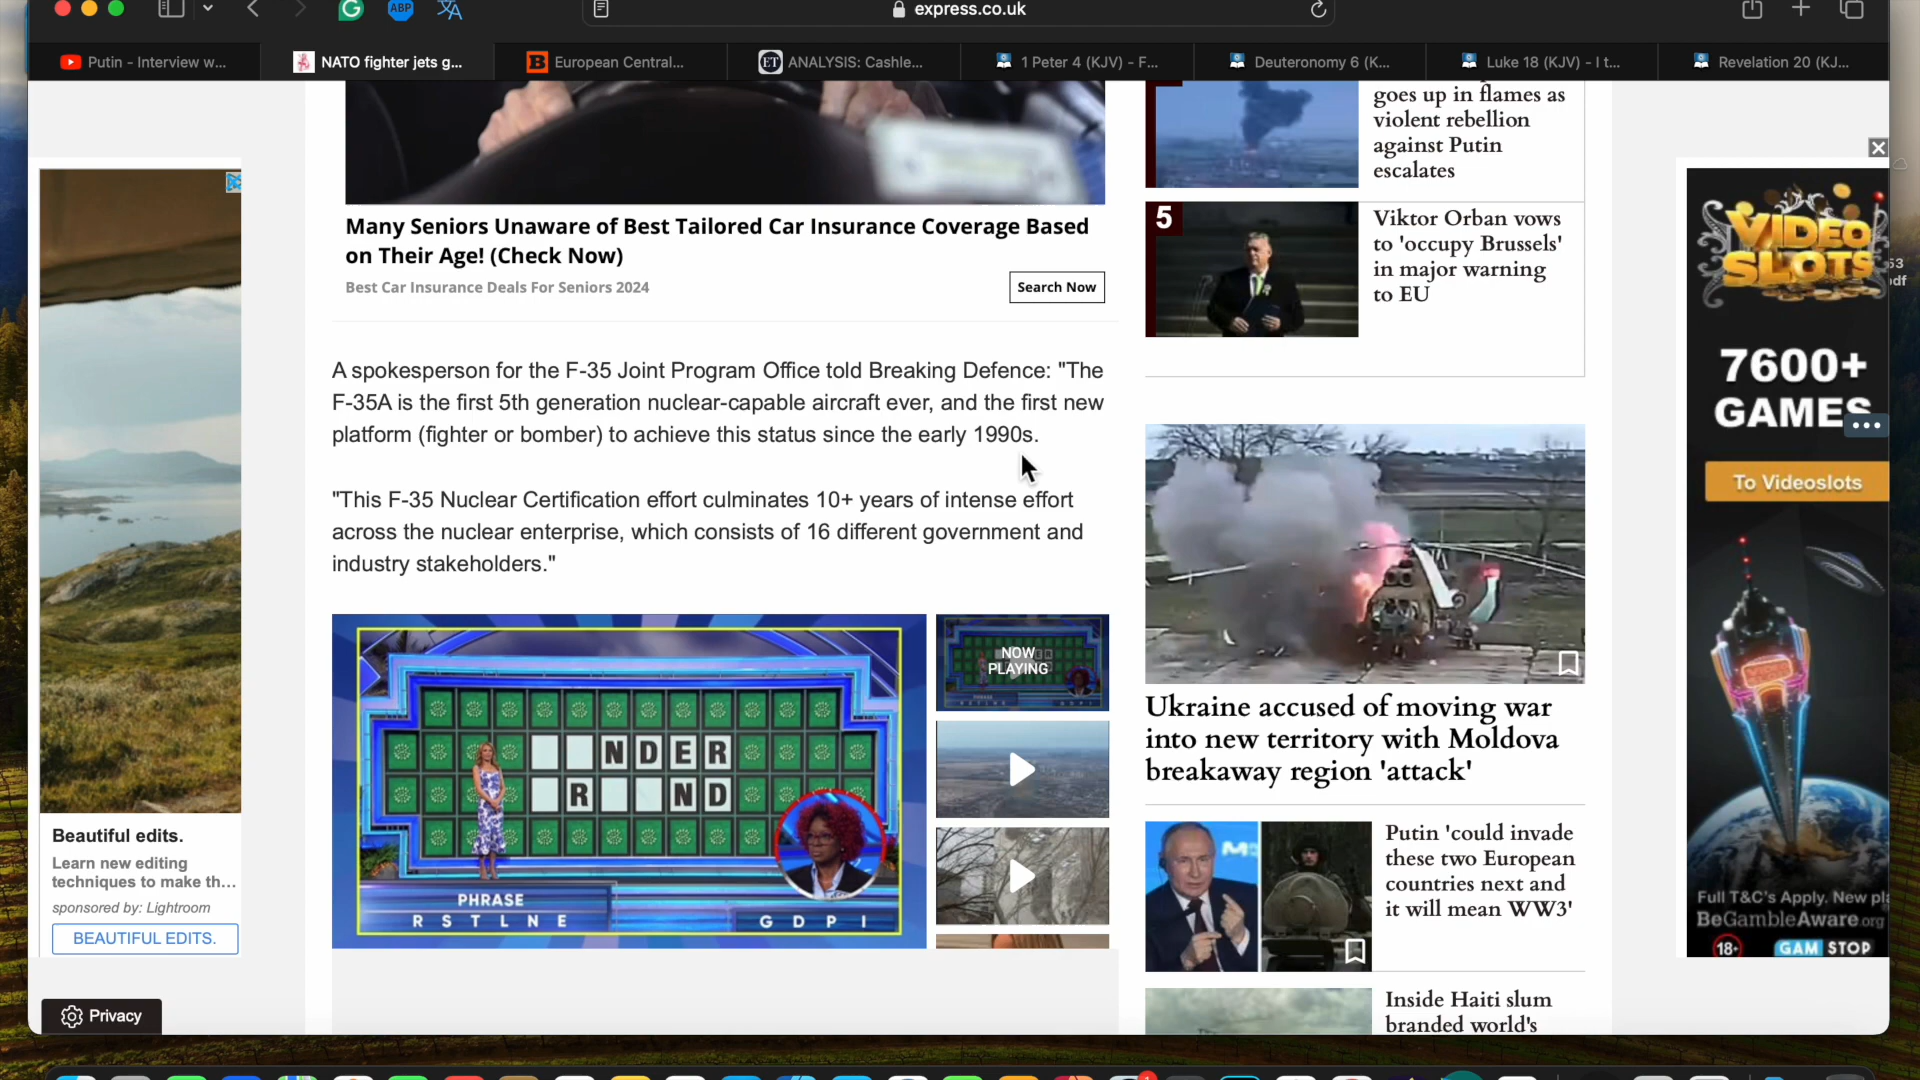 express.co.uk
ABP
Putin - Interview w...
NATO fighter jets g...
European Central...
ANALYSIS: Cashle...
1 Peter 4 (KJV) - F...
Deuteronomy 6 (K...
Luke 18 (KJV) - I t...
Revelation 20 (KJ...
Many Seniors Unaware of Best Tailored Car Insurance Coverage Based
on Their Age! (Check Now)
Best Car Insurance Deals For Seniors 2024
Search Now
A spokesperson for the F-35 Joint Program Office told Breaking Defence: "The
F-35A is the first 5th generation nuclear-capable aircraft ever, and the first new
platform (fighter or bomber) to achieve this status since the early 1990s.
"This F-35 Nuclear Certification effort culminates 10+ years of intense effort
across the nuclear enterprise, which consists of 16 different government and
industry stakeholders."
NDER
R ND
PHRASE
R S T L N E
G D P I
NOW
PLAYING
goes up in flames as
violent rebellion
against Putin
escalates
5
Viktor Orban vows
to 'occupy Brussels'
in major warning
to EU
Ukraine accused of moving war
into new territory with Moldova
breakaway region 'attack'
Putin 'could invade
these two European
countries next and
it will mean WW3'
Inside Haiti slum
branded world's
Beautiful edits.
Learn new editing
techniques to make th...
sponsored by: Lightroom
BEAUTIFUL EDITS.
Privacy
VIDEO
SLOTS
7600+
GAMES
To Videoslots
Full T&C's Apply. New pla
BeGambleAware.org
18+
GAM STOP
53
pdf